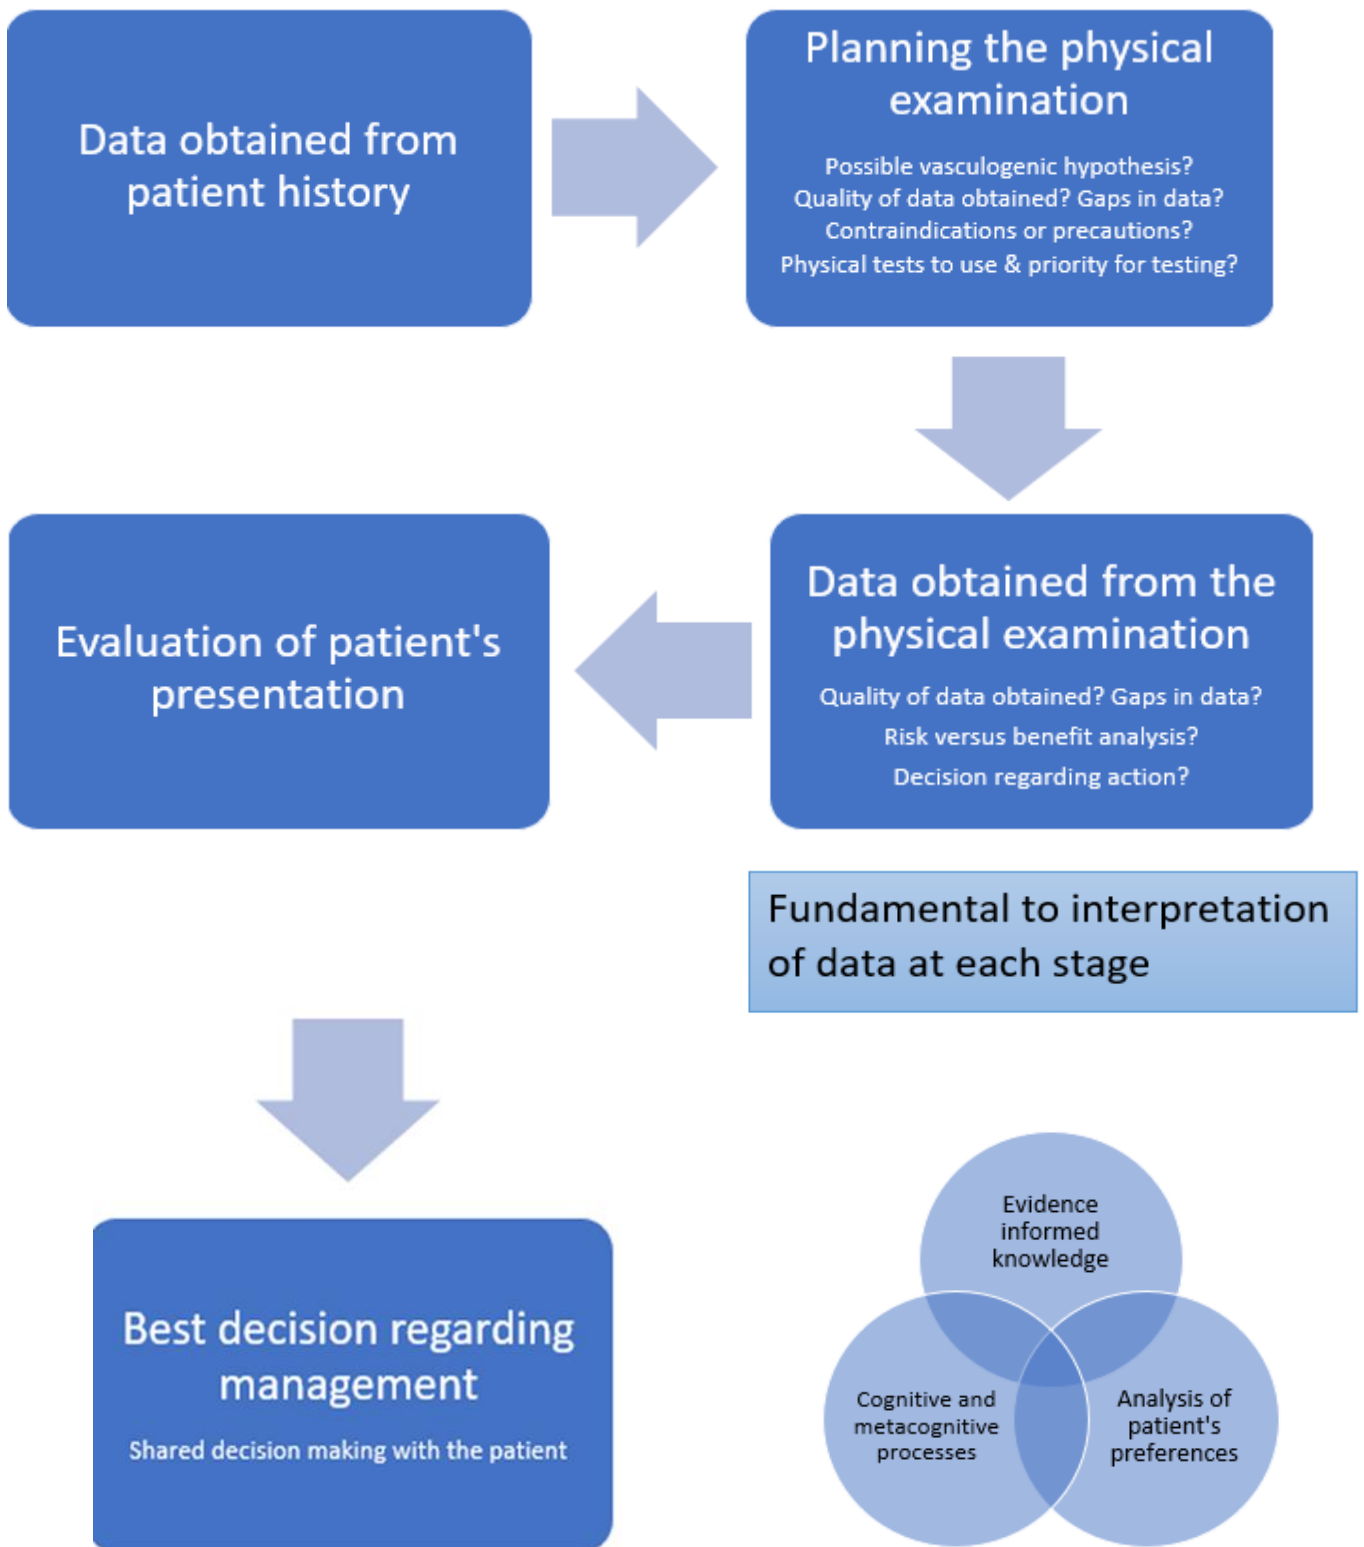 Data obtained from
patient history
Planning the physical
examination
Possible vasculogenic hypothesis?
Quality of data obtained? Gaps in data?
Contraindications or precautions?
Physical tests to use & priority for testing?
Data obtained from the
physical examination
Quality of data obtained? Gaps in data?
Risk versus benefit analysis?
Decision regarding action?
Evaluation of patient's
presentation
Fundamental to interpretation
of data at each stage
Best decision regarding
management
Shared decision making with the patient
Evidence
informed
knowledge
Cognitive and
metacognitive
processes
Analysis of
patient's
preferences